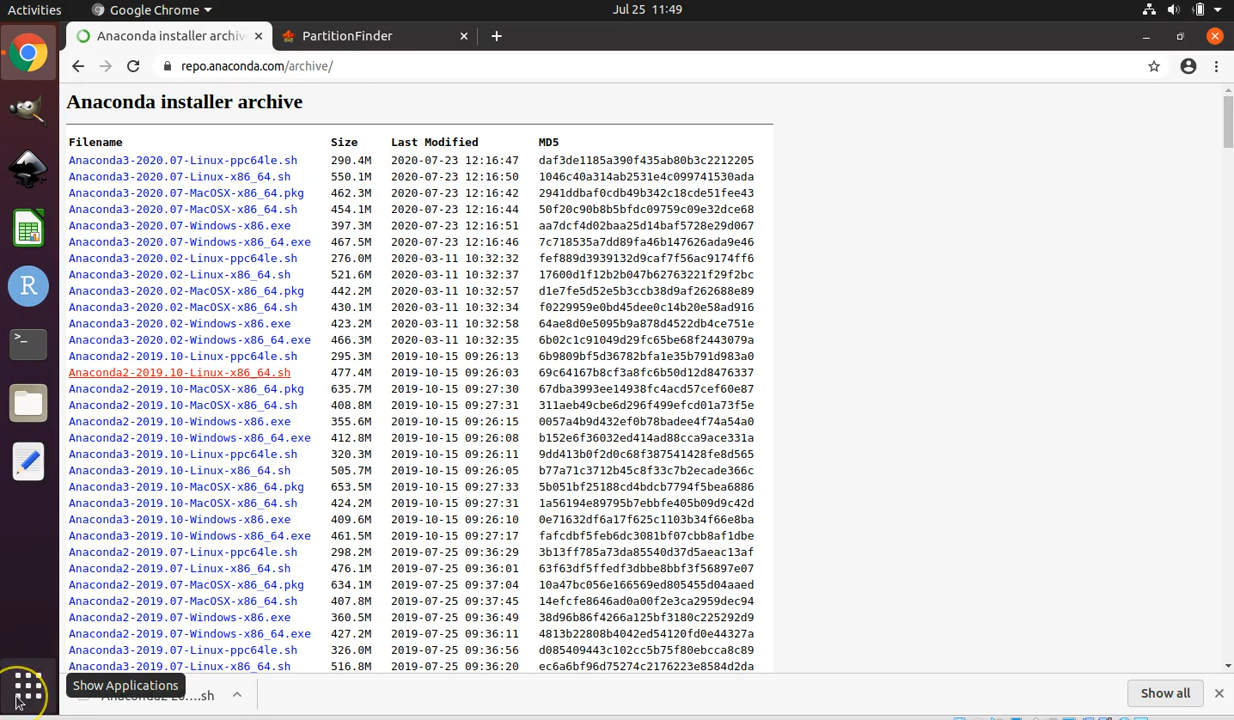 Activities Google Chrome Jul 25 11:49
Anaconda installer archiv PartitionFinder
repo.anaconda.com/archive/
Anaconda installer archive
Filename Size Last Modified MD5
Anaconda3-2020.07-Linux-ppc64le.sh 290.4M 2020-07-23 12:16:47 daf3de1185a390f435ab80b3c2212205
Anaconda3-2020.07-Linux-x86_64.sh 550.1M 2020-07-23 12:16:50 1046c40a314ab2531e4c099741530ada
Anaconda3-2020.07-MacOSX-x86_64.pkg 462.3M 2020-07-23 12:16:42 2941ddbaf0cdb49b342c18cde51fee43
Anaconda3-2020.07-MacOSX-x86_64.sh 454.1M 2020-07-23 12:16:44 50f20c90b8b5bfdc09759c09e32dce68
Anaconda3-2020.07-Windows-x86.exe 397.3M 2020-07-23 12:16:51 aa7dcf4d02baa25d14baf5728e29d067
Anaconda3-2020.07-Windows-x86_64.exe 467.5M 2020-07-23 12:16:46 7c718535a7dd89fa46b147626ada9e46
Anaconda3-2020.02-Linux-ppc64le.sh 276.0M 2020-03-11 10:32:32 fef889d3939132d9caf7f56ac9174ff6
Anaconda3-2020.02-Linux-x86_64.sh 521.6M 2020-03-11 10:32:37 17600d1f12b2b047b62763221f29f2bc
Anaconda3-2020.02-MacOSX-x86_64.pkg 442.2M 2020-03-11 10:32:57 d1e7fe5d52e5b3ccb38d9af262688e89
Anaconda3-2020.02-MacOSX-x86_64.sh 430.1M 2020-03-11 10:32:34 f0229959e0bd45dee0c14b20e58ad916
Anaconda3-2020.02-Windows-x86.exe 423.2M 2020-03-11 10:32:58 64ae8d0e5095b9a878d4522db4ce751e
Anaconda3-2020.02-Windows-x86_64.exe 466.3M 2020-03-11 10:32:35 6b02c1c91049d29fc65be68f2443079a
Anaconda2-2019.10-Linux-ppc64le.sh 295.3M 2019-10-15 09:26:13 6b9809bf5d36782bfa1e35b791d983a0
Anaconda2-2019.10-Linux-x86_64.sh 477.4M 2019-10-15 09:26:03 69c64167b8cf3a8fc6b50d12d8476337
Anaconda2-2019.10-MacOSX-x86_64.pkg 635.7M 2019-10-15 09:27:30 67dba3993ee14938fc4acd57cef60e87
Anaconda2-2019.10-MacOSX-x86_64.sh 408.8M 2019-10-15 09:27:31 311aeb49cbe6d296f499efcd01a73f5e
Anaconda2-2019.10-Windows-x86.exe 355.6M 2019-10-15 09:26:15 0057a4b9d432ef0b78badee4f74a54a0
Anaconda2-2019.10-Windows-x86_64.exe 412.8M 2019-10-15 09:26:08 b152e6f36032ed414ad88cca9ace331a
Anaconda3-2019.10-Linux-ppc64le.sh 320.3M 2019-10-15 09:26:11 9dd413b0f2d0c68f387541428fe8d565
Anaconda3-2019.10-Linux-x86_64.sh 505.7M 2019-10-15 09:26:05 b77a71c3712b45c8f33c7b2ecade366c
Anaconda3-2019.10-MacOSX-x86_64.pkg 653.5M 2019-10-15 09:27:33 5b051bf25188cd4bdcb7794f5bea6886
Anaconda3-2019.10-MacOSX-x86_64.sh 424.2M 2019-10-15 09:27:31 1a56194e89795b7ebbfe405b09d9c42d
Anaconda3-2019.10-Windows-x86.exe 409.6M 2019-10-15 09:26:10 0e71632df6a17f625c1103b34f66e8ba
Anaconda3-2019.10-Windows-x86_64.exe 461.5M 2019-10-15 09:27:17 fafcdbf5feb6dc3081bf07cbb8af1dbe
Anaconda2-2019.07-Linux-ppc64le.sh 298.2M 2019-07-25 09:36:29 3b13ff785a73da85540d37d5aeac13af
Anaconda2-2019.07-Linux-x86_64.sh 476.1M 2019-07-25 09:36:01 63f63df5ffedf3dbbe8bbf3f56897e07
Anaconda2-2019.07-MacOSX-x86_64.pkg 634.1M 2019-07-25 09:37:04 10a47bc056e166569ed805455d04aaed
Anaconda2-2019.07-MacOSX-x86_64.sh 407.8M 2019-07-25 09:37:45 14efcfe8646ad0a00f2e3ca2959dec94
Anaconda2-2019.07-Windows-x86.exe 360.5M 2019-07-25 09:36:49 38d96b86f4266a125bf3180c225292d9
Anaconda2-2019.07-Windows-x86_64.exe 427.2M 2019-07-25 09:36:11 4813b22808b4042ed54120fd0e44327a
Anaconda3-2019.07-Linux-ppc64le.sh 326.0M 2019-07-25 09:36:56 d085409443c102cc5b75f80ebcca8c89
Anaconda3-2019.07-Linux-x86_64.sh 516.8M 2019-07-25 09:36:20 ec6a6bf96d75274c2176223e8584d2da
Show Applications
.sh Show all